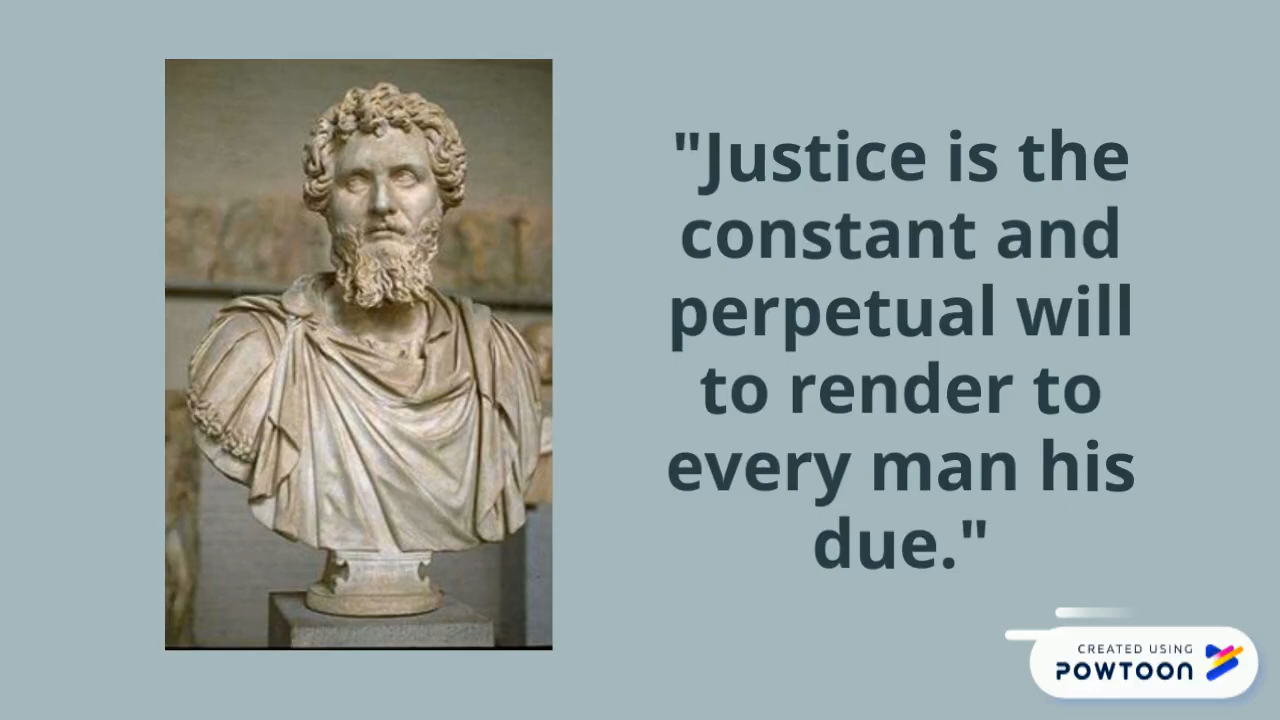 "Justice is the
constant and
perpetual will
to render to
every man his
due."
CREATED USING
POWTOON